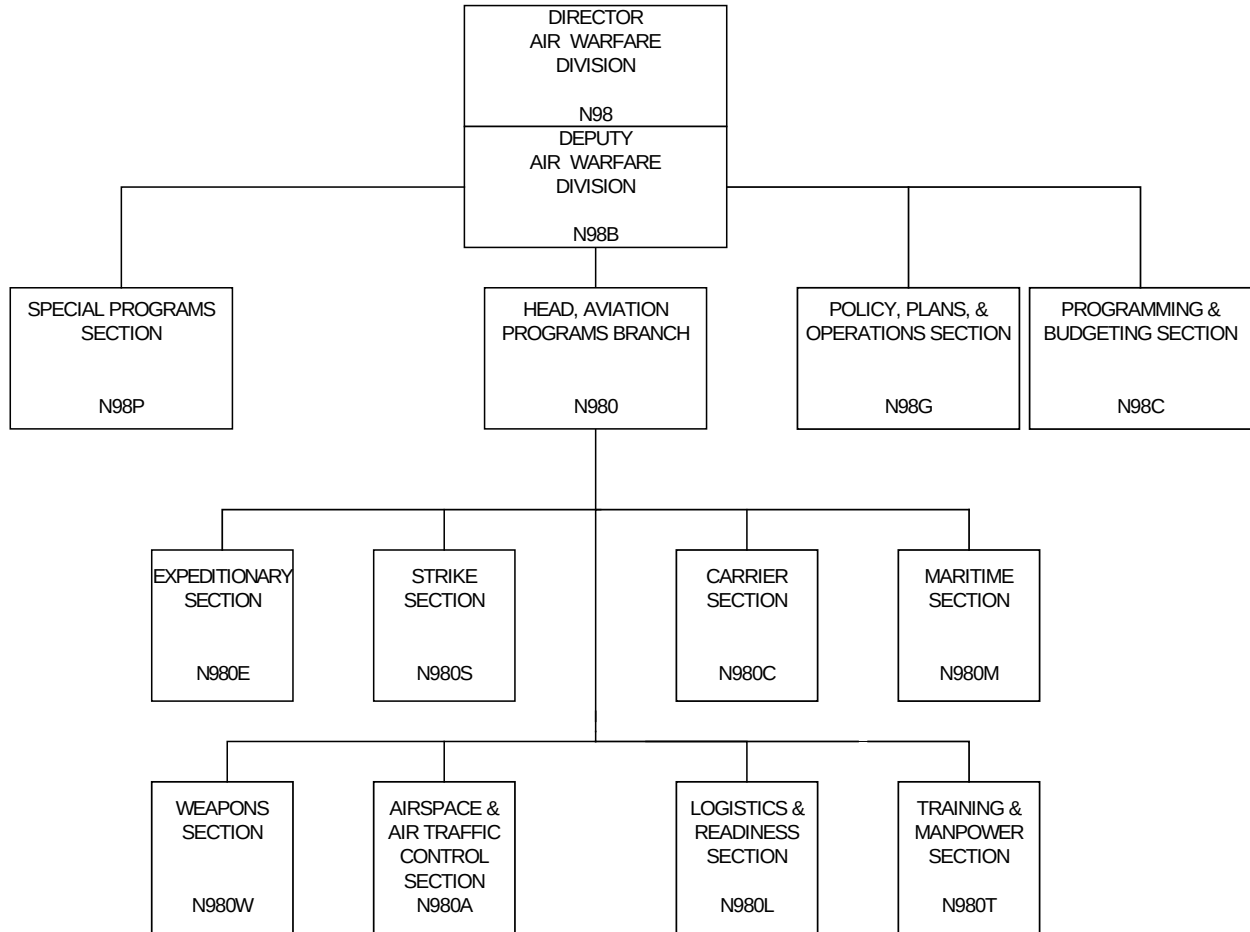 DIRECTOR
AIR WARFARE
DIVISION
N98
DEPUTY
AIR WARFARE
DIVISION
N98B
SPECIAL PROGRAMS
SECTION
N98P
HEAD, AVIATION
PROGRAMS BRANCH
N980
POLICY, PLANS, &
OPERATIONS SECTION
N98G
PROGRAMMING &
BUDGETING SECTION
N98C
EXPEDITIONARY
SECTION
N980E
STRIKE
SECTION
N980S
CARRIER
SECTION
N980C
MARITIME
SECTION
N980M
WEAPONS
SECTION
N980W
AIRSPACE &
AIR TRAFFIC
CONTROL
SECTION
N980A
LOGISTICS &
READINESS
SECTION
N980L
TRAINING &
MANPOWER
SECTION
N980T